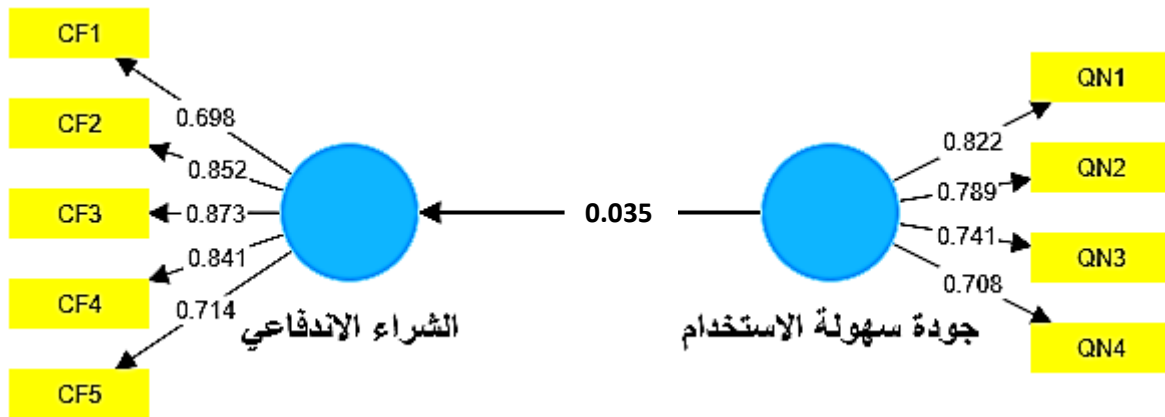 CF1
CF2
CF3
CF4
CF5
0.698
0.852
0.873
0.841
0.714
الشراء الاندفاعي
0.035
جودة سهولة الاستخدام
0.822
0.789
0.741
0.708
QN1
QN2
QN3
QN4